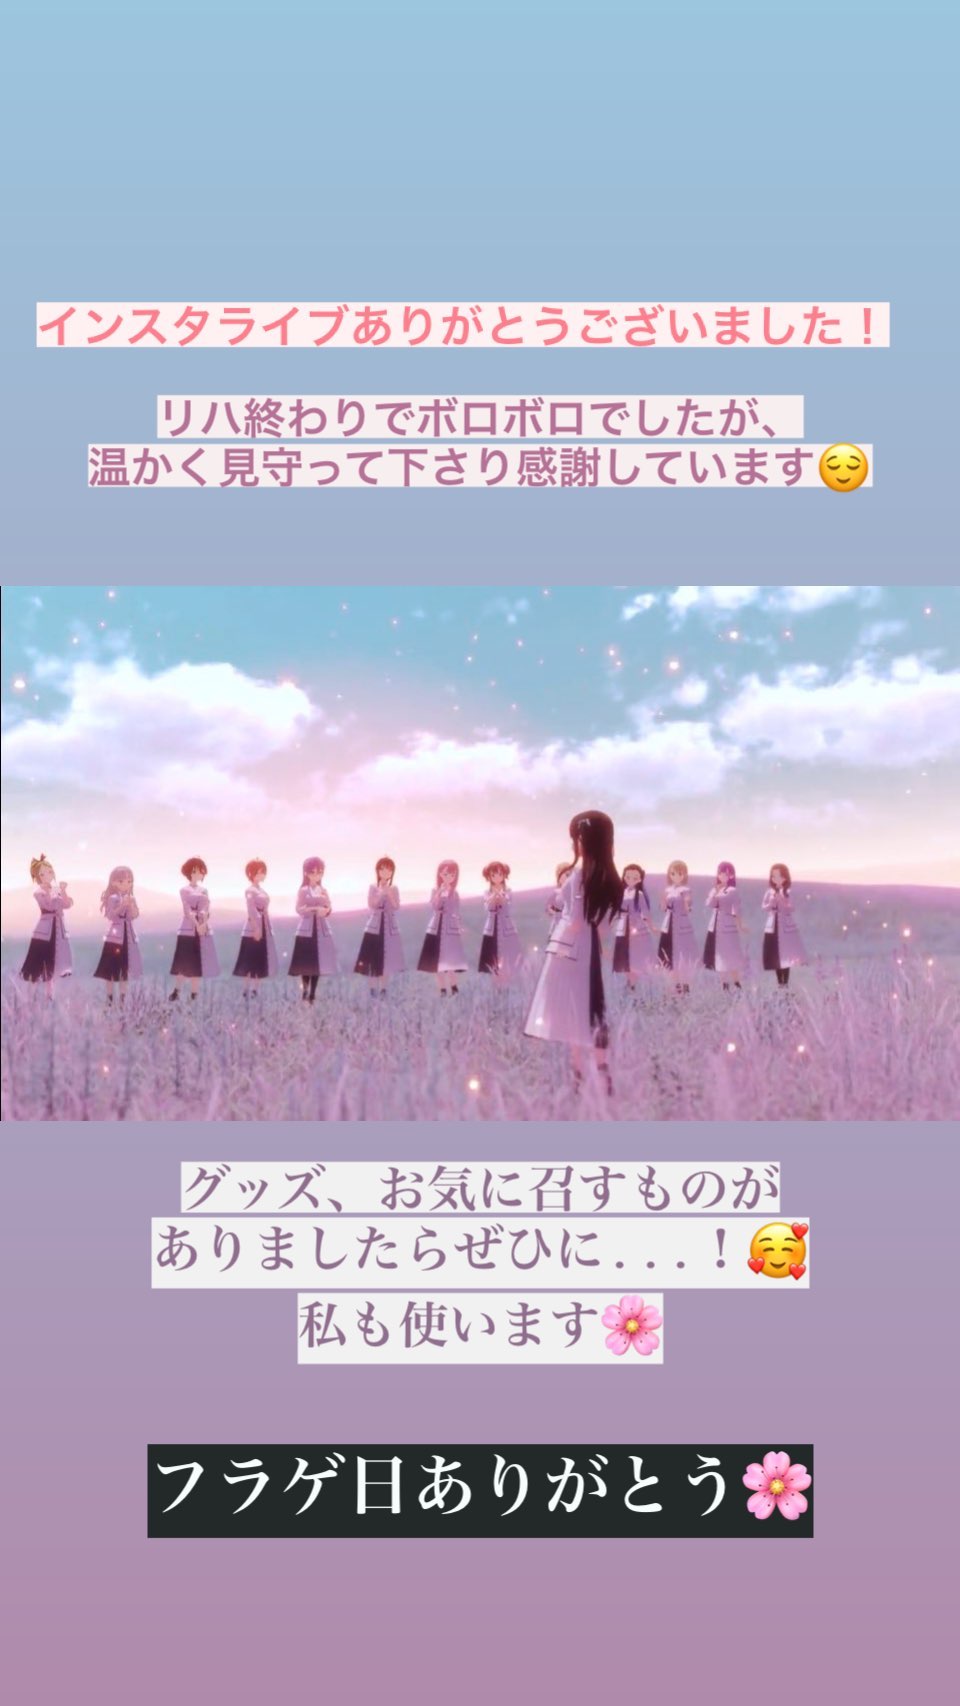 インスタライブありがとうございました！
リハ終わりでボロボロでしたが、
温かく見守って下さり感謝しています😌
グッズ、お気に召すものが
ありましたらぜひに...！🥰
私も使います🌸
フラゲ日ありがとう🌸